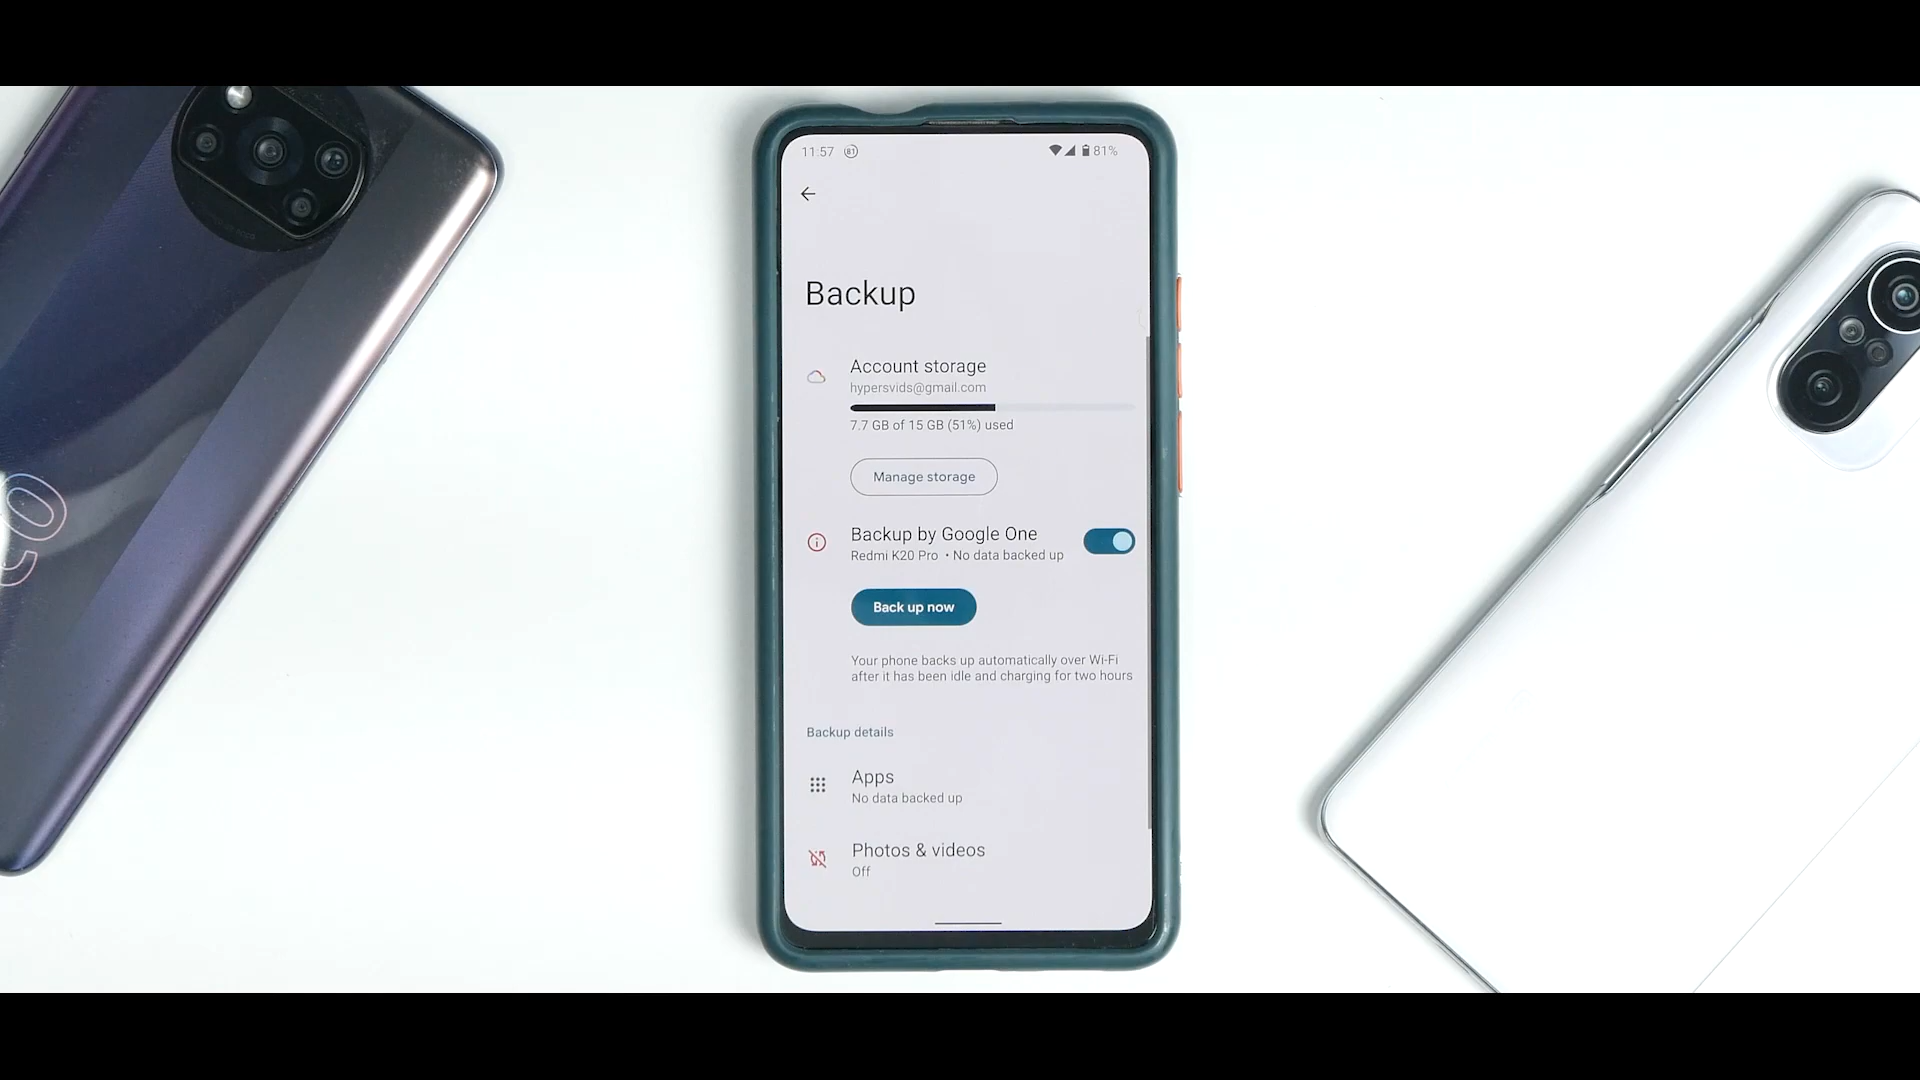 11:57 81 81%
Backup
Account storage
hypersvids@gmail.com
7.7 GB of 15 GB (51%) used
Manage storage
Backup by Google One
Redmi K20 Pro • No data backed up
Back up now
Your phone backs up automatically over Wi-Fi
after it has been idle and charging for two hours
Backup details
Apps
No data backed up
Photos & videos
Off